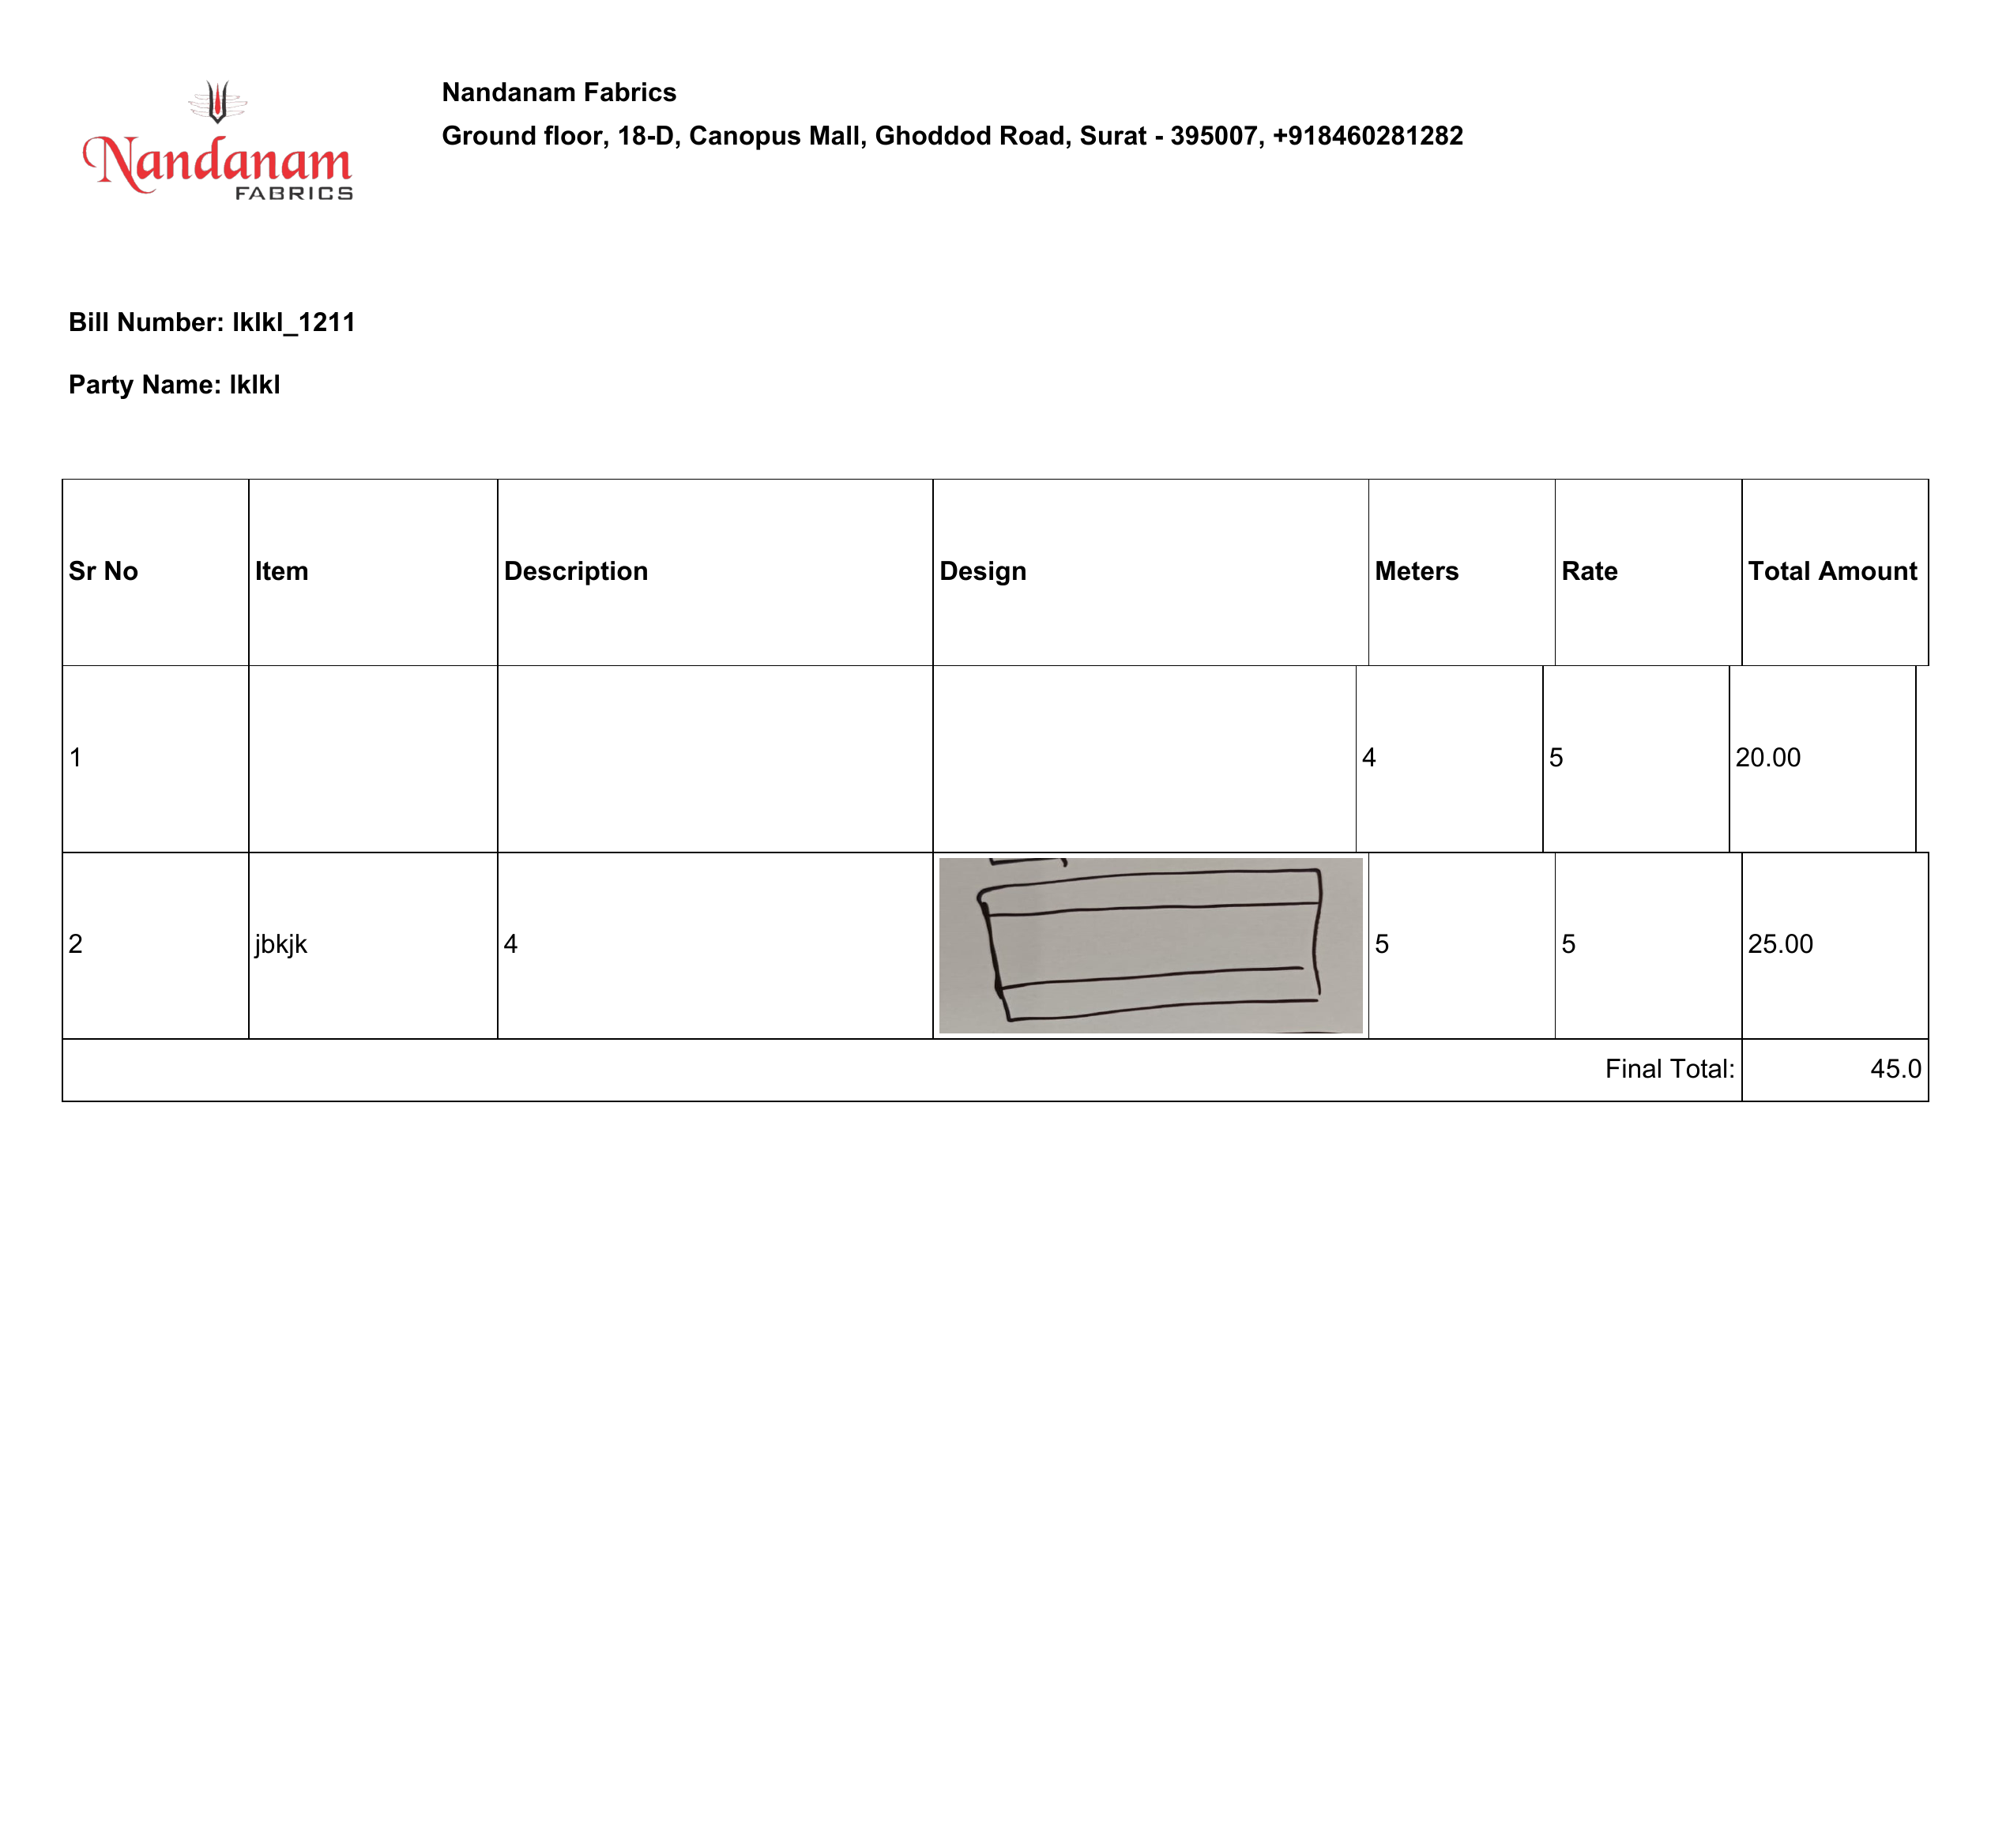 Nandanam
FABRICS
Nandanam Fabrics
Ground floor, 18-D, Canopus Mall, Ghoddod Road, Surat - 395007, +918460281282
Bill Number: lklkl_1211
Party Name: lklkl
Sr No Item Description Design Meters Rate Total Amount
1 4 5 20.00
2 jbkjk 4 5 5 25.00
Final Total: 45.0